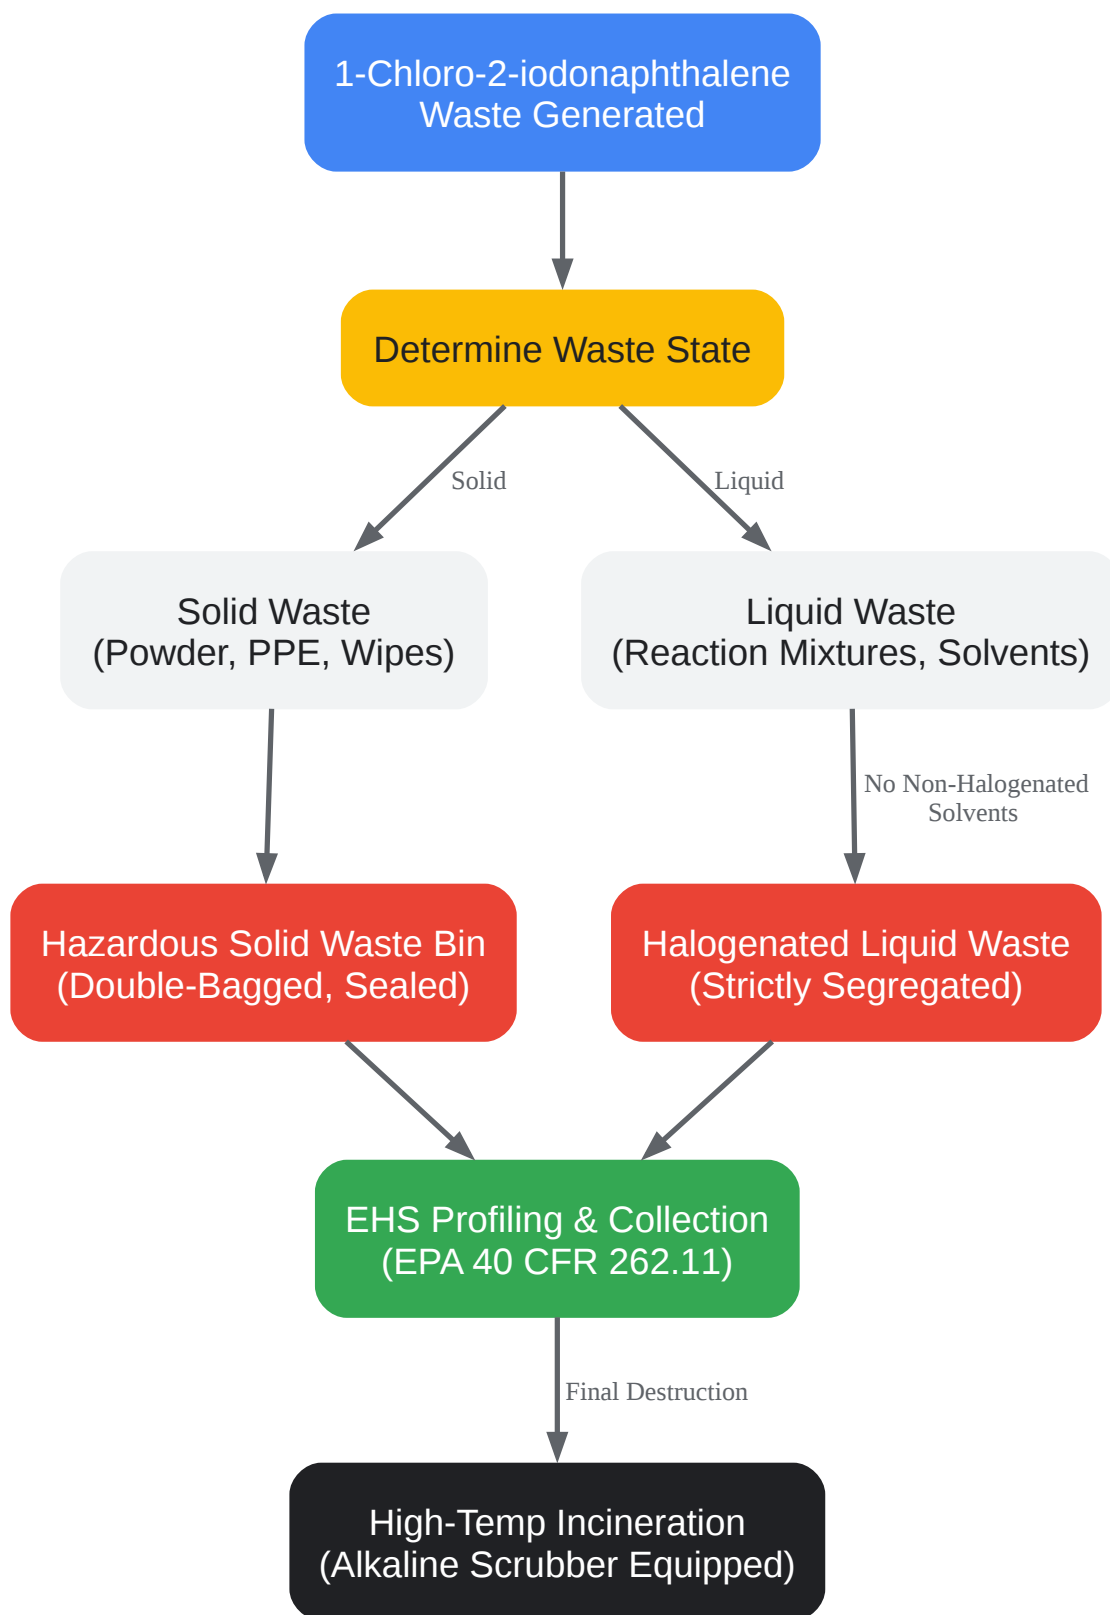 1-Chloro-2-iodonaphthalene
Waste Generated
Determine Waste State
Solid
Liquid
Solid Waste
(Powder, PPE, Wipes)
Liquid Waste
(Reaction Mixtures, Solvents)
No Non-Halogenated
Solvents
Hazardous Solid Waste Bin
(Double-Bagged, Sealed)
Halogenated Liquid Waste
(Strictly Segregated)
EHS Profiling & Collection
(EPA 40 CFR 262.11)
Final Destruction
High-Temp Incineration
(Alkaline Scrubber Equipped)